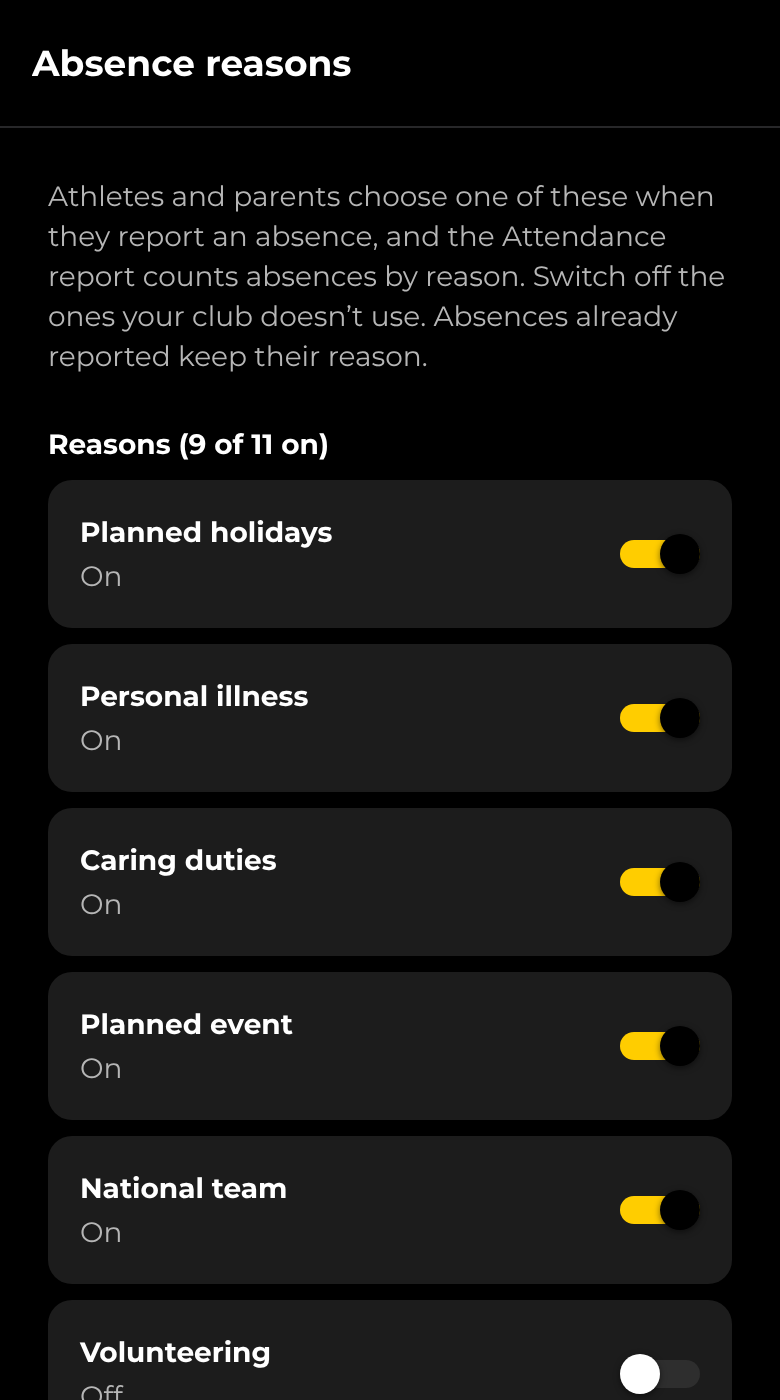 Absence reasons
Athletes and parents choose one of these when
they report an absence, and the Attendance
report counts absences by reason. Switch off the
ones your club doesn’t use. Absences already
reported keep their reason.
Reasons (9 of 11 on)
Planned holidays
On
Personal illness
On
Caring duties
On
Planned event
On
National team
On
Volunteering
Off